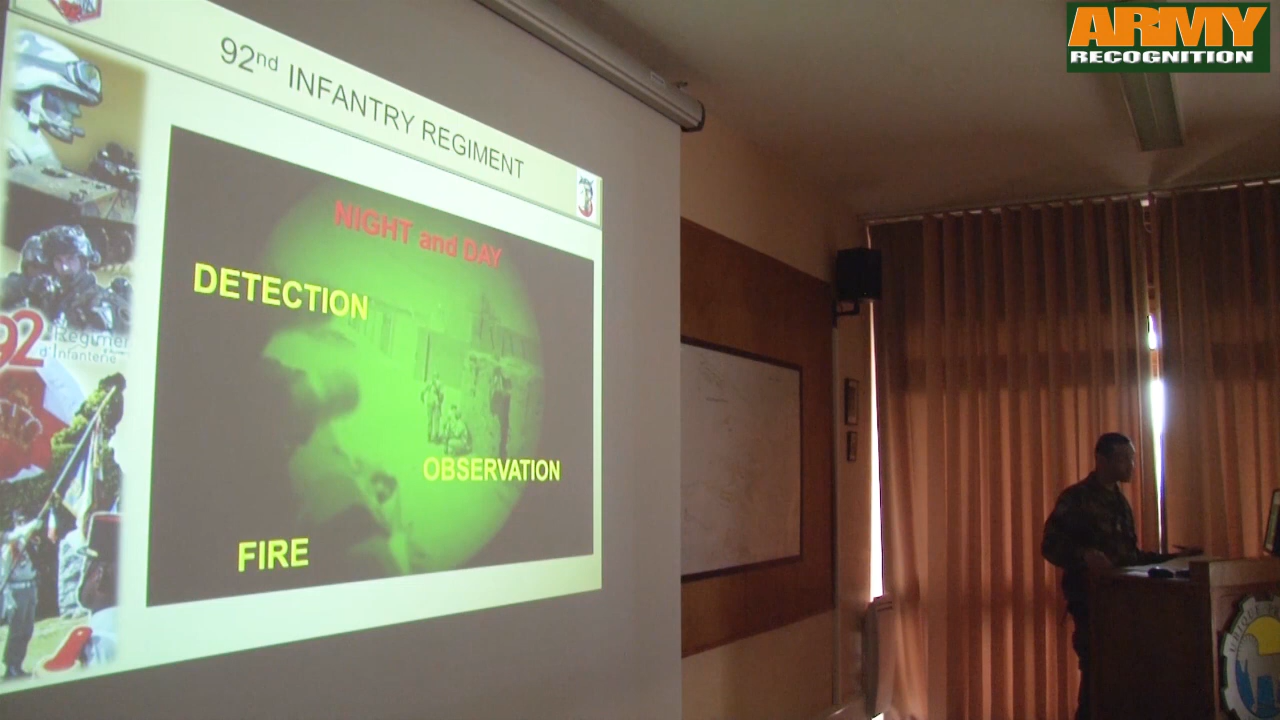 ARMY
RECOGNITION
92nd INFANTRY REGIMENT
NIGHT and DAY
DETECTION
92 Régiment
d'Infanterie
OBSERVATION
FIRE